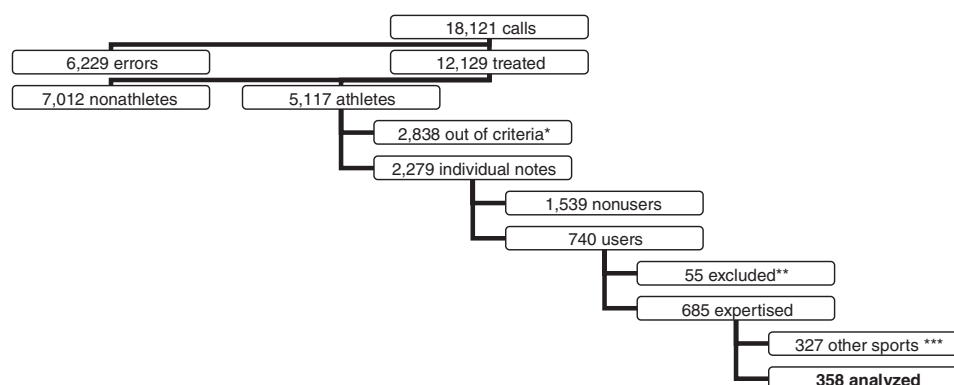 18,121 calls
6,229 errors
12,129 treated
7,012 nonathletes
5,117 athletes
2,838 out of criteria*
2,279 individual notes
1,539 nonusers
740 users
55 excluded**
685 expertised
327 other sports ***
358 analyzed